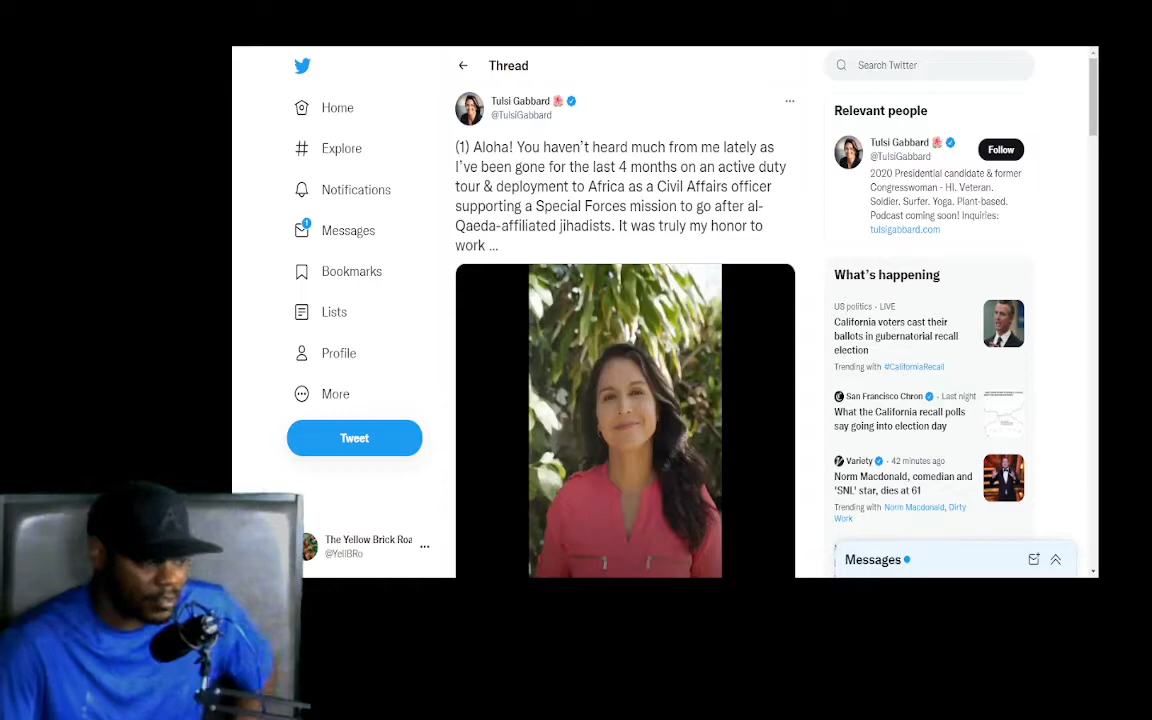 Home
Explore
Notifications
1
Messages
Bookmarks
Lists
Profile
More
Tweet
The Yellow Brick Roa
@YellBRo
Thread
Tulsi Gabbard
@TulsiGabbard
(1) Aloha! You haven't heard much from me lately as
I've been gone for the last 4 months on an active duty
tour & deployment to Africa as a Civil Affairs officer
supporting a Special Forces mission to go after al-
Qaeda-affiliated jihadists. It was truly my honor to
work ...
Search Twitter
Relevant people
Tulsi Gabbard
@TulsiGabbard
Follow
2020 Presidential candidate & former
Congresswoman - HI. Veteran.
Soldier. Surfer. Yoga. Plant-based.
Podcast coming soon! Inquiries:
tulsigabbard.com
What's happening
US politics · LIVE
California voters cast their
ballots in gubernatorial recall
election
Trending with #CaliforniaRecall
San Francisco Chron · Last night
What the California recall polls
say going into election day
Variety · 42 minutes ago
Norm Macdonald, comedian and
'SNL' star, dies at 61
Trending with Norm Macdonald, Dirty
Work
Messages